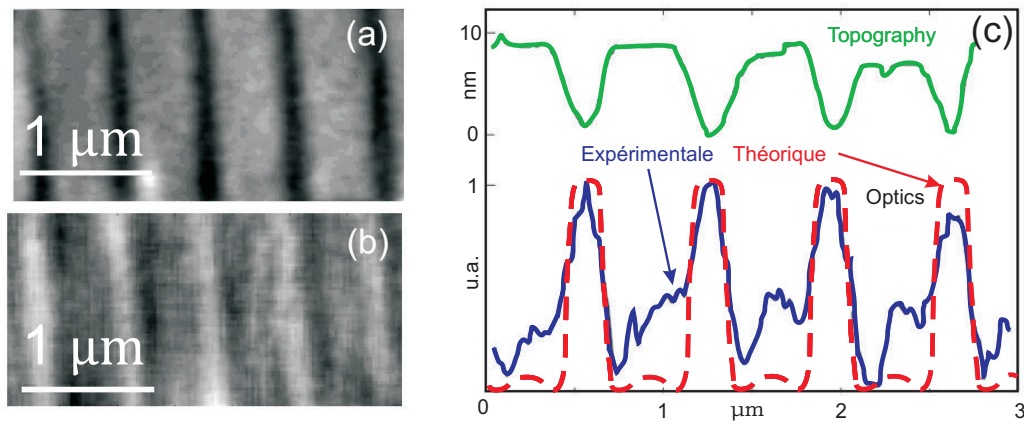 (a)
1 µm
(b)
1 µm
(c)
10
nm
0
Topography
Expérimentale
Théorique
Optics
1
u.a.
0
1
µm
2
3